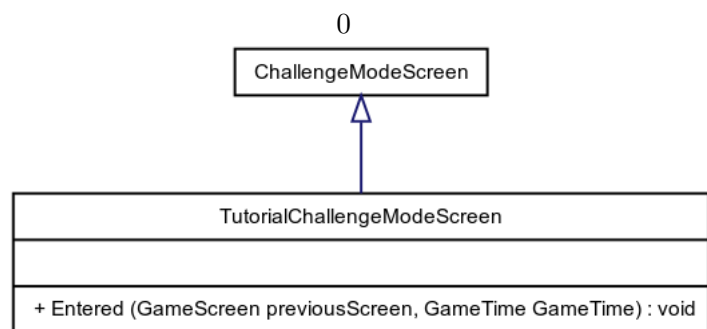 0
ChallengeModeScreen
TutorialChallengeModeScreen
+ Entered (GameScreen previousScreen, GameTime GameTime) : void